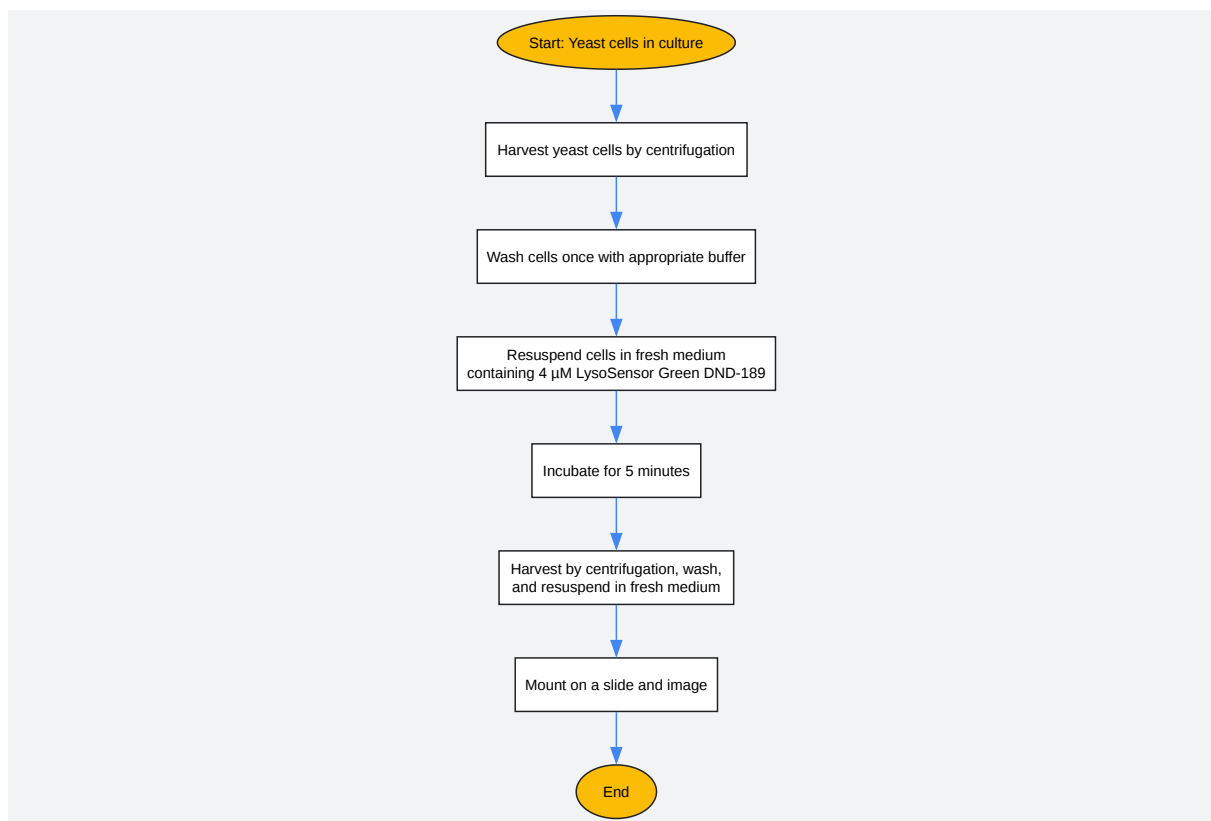 Start: Yeast cells in culture
Harvest yeast cells by centrifugation
Wash cells once with appropriate buffer
Resuspend cells in fresh medium
containing 4 µM LysoSensor Green DND-189
Incubate for 5 minutes
Harvest by centrifugation, wash,
and resuspend in fresh medium
Mount on a slide and image
End